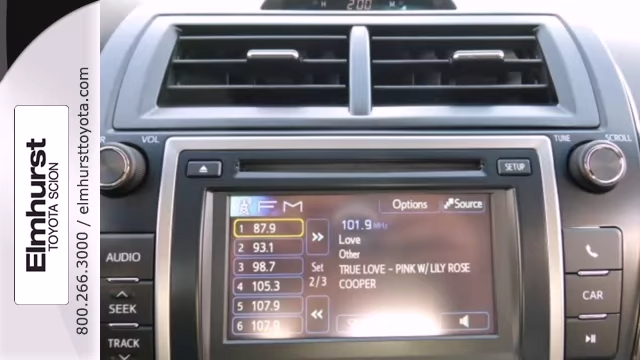 2:00
VOL
TUNE
SCROLL
SETUP
FM
Options
Source
1 87.9
2 93.1
3 98.7
4 105.3
5 107.9
6 107.9
Set
2/3
101.9 MHz
Love
Other
TRUE LOVE - PINK W/ LILY ROSE
COOPER
AUDIO
SEEK
TRACK
CAR
Elmhurst
TOYOTA SCION
800.266.3000 / elmhursttoyota.com